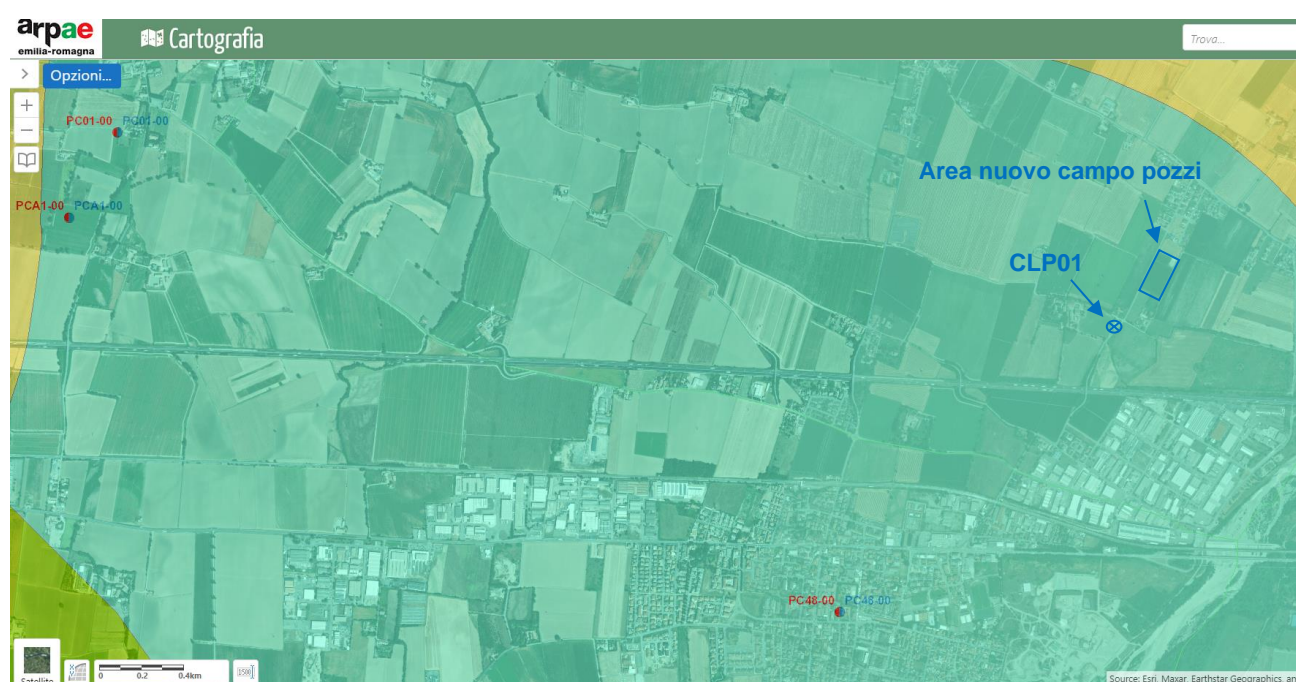 arpae
emilia-romagna
Cartografia
Trova...
Opzioni...
PC01-00 PC01-00
Area nuovo campo pozzi
PCA1-00 PCA1-00
CLP01
PC48-00 PC48-00
Satellite
0 0.2 0.4km
Source: Esri, Maxar, Earthstar Geographics, an